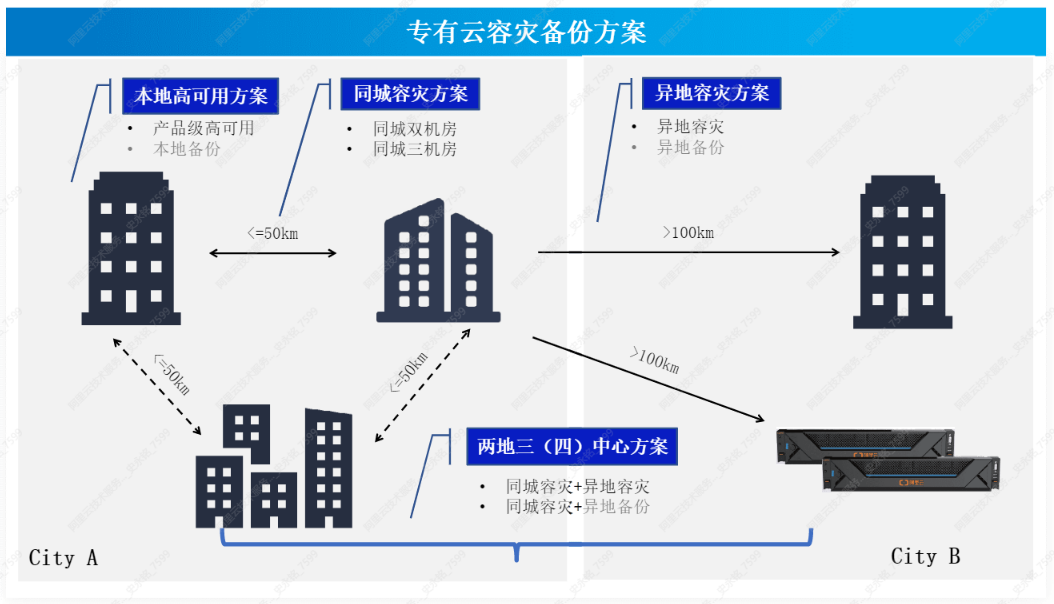 专有云容灾备份方案
本地高可用方案
• 产品级高可用
• 本地备份
同城容灾方案
• 同城双机房
• 同城三机房
异地容灾方案
• 异地容灾
• 异地备份
<=50km
>100km
<=50km
<=50km
>100km
两地三（四）中心方案
• 同城容灾+异地容灾
• 同城容灾+异地备份
City A
City B